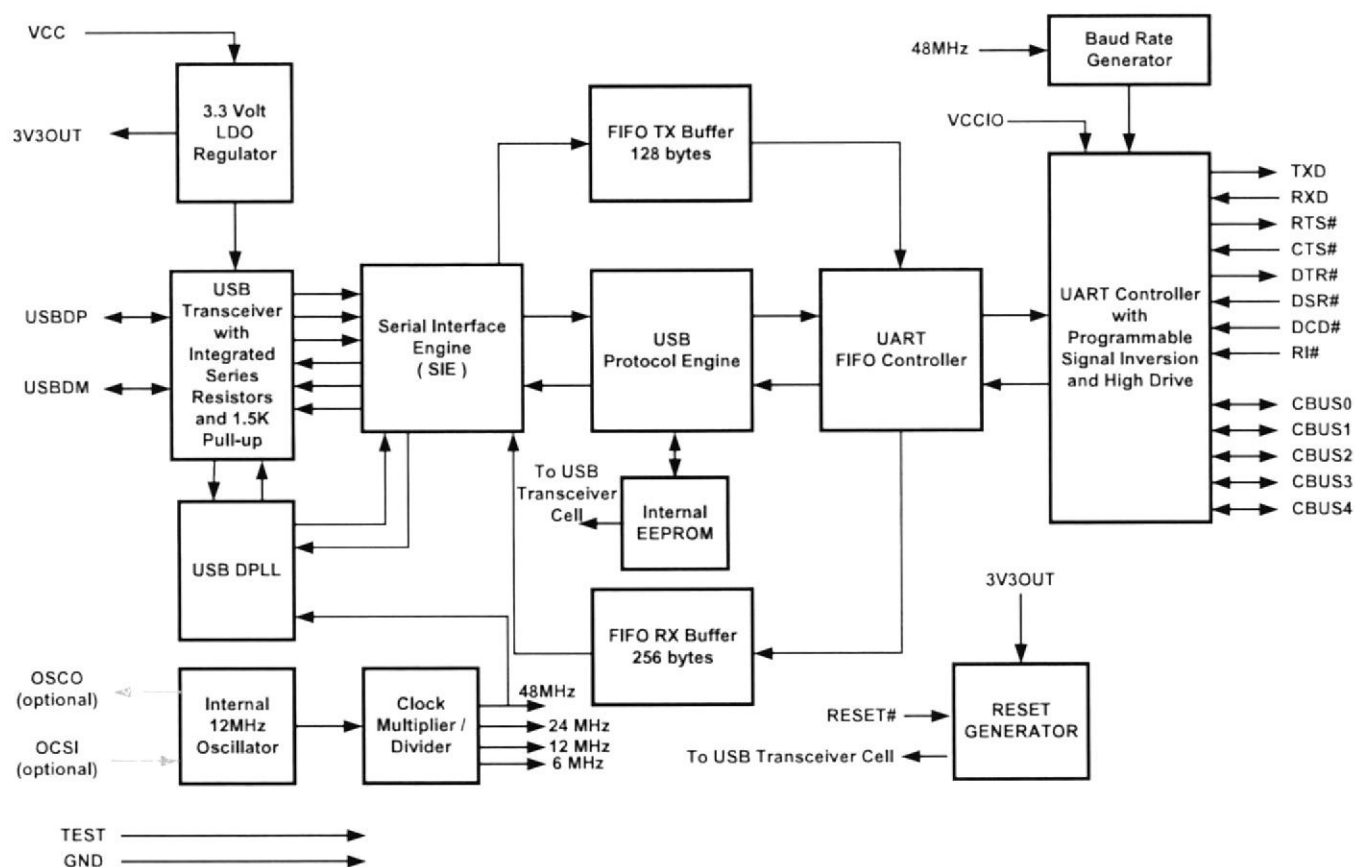 VCC
3V3OUT
3.3 Volt
LDO
Regulator
USBDP
USBDM
USB
Transceiver
with
Integrated
Series
Resistors
and 1.5K
Pull-up
USB DPLL
OSCO
(optional)
OCSI
(optional)
Internal
12MHz
Oscillator
Clock
Multiplier /
Divider
48MHz
24 MHz
12 MHz
6 MHz
TEST
GND
Serial Interface
Engine
( SIE )
FIFO TX Buffer
128 bytes
USB
Protocol Engine
To USB
Transceiver
Cell
Internal
EEPROM
FIFO RX Buffer
256 bytes
UART
FIFO Controller
48MHz
Baud Rate
Generator
VCCIO
UART Controller
with
Programmable
Signal Inversion
and High Drive
TXD
RXD
RTS#
CTS#
DTR#
DSR#
DCD#
RI#
CBUS0
CBUS1
CBUS2
CBUS3
CBUS4
3V3OUT
RESET#
To USB Transceiver Cell
RESET
GENERATOR